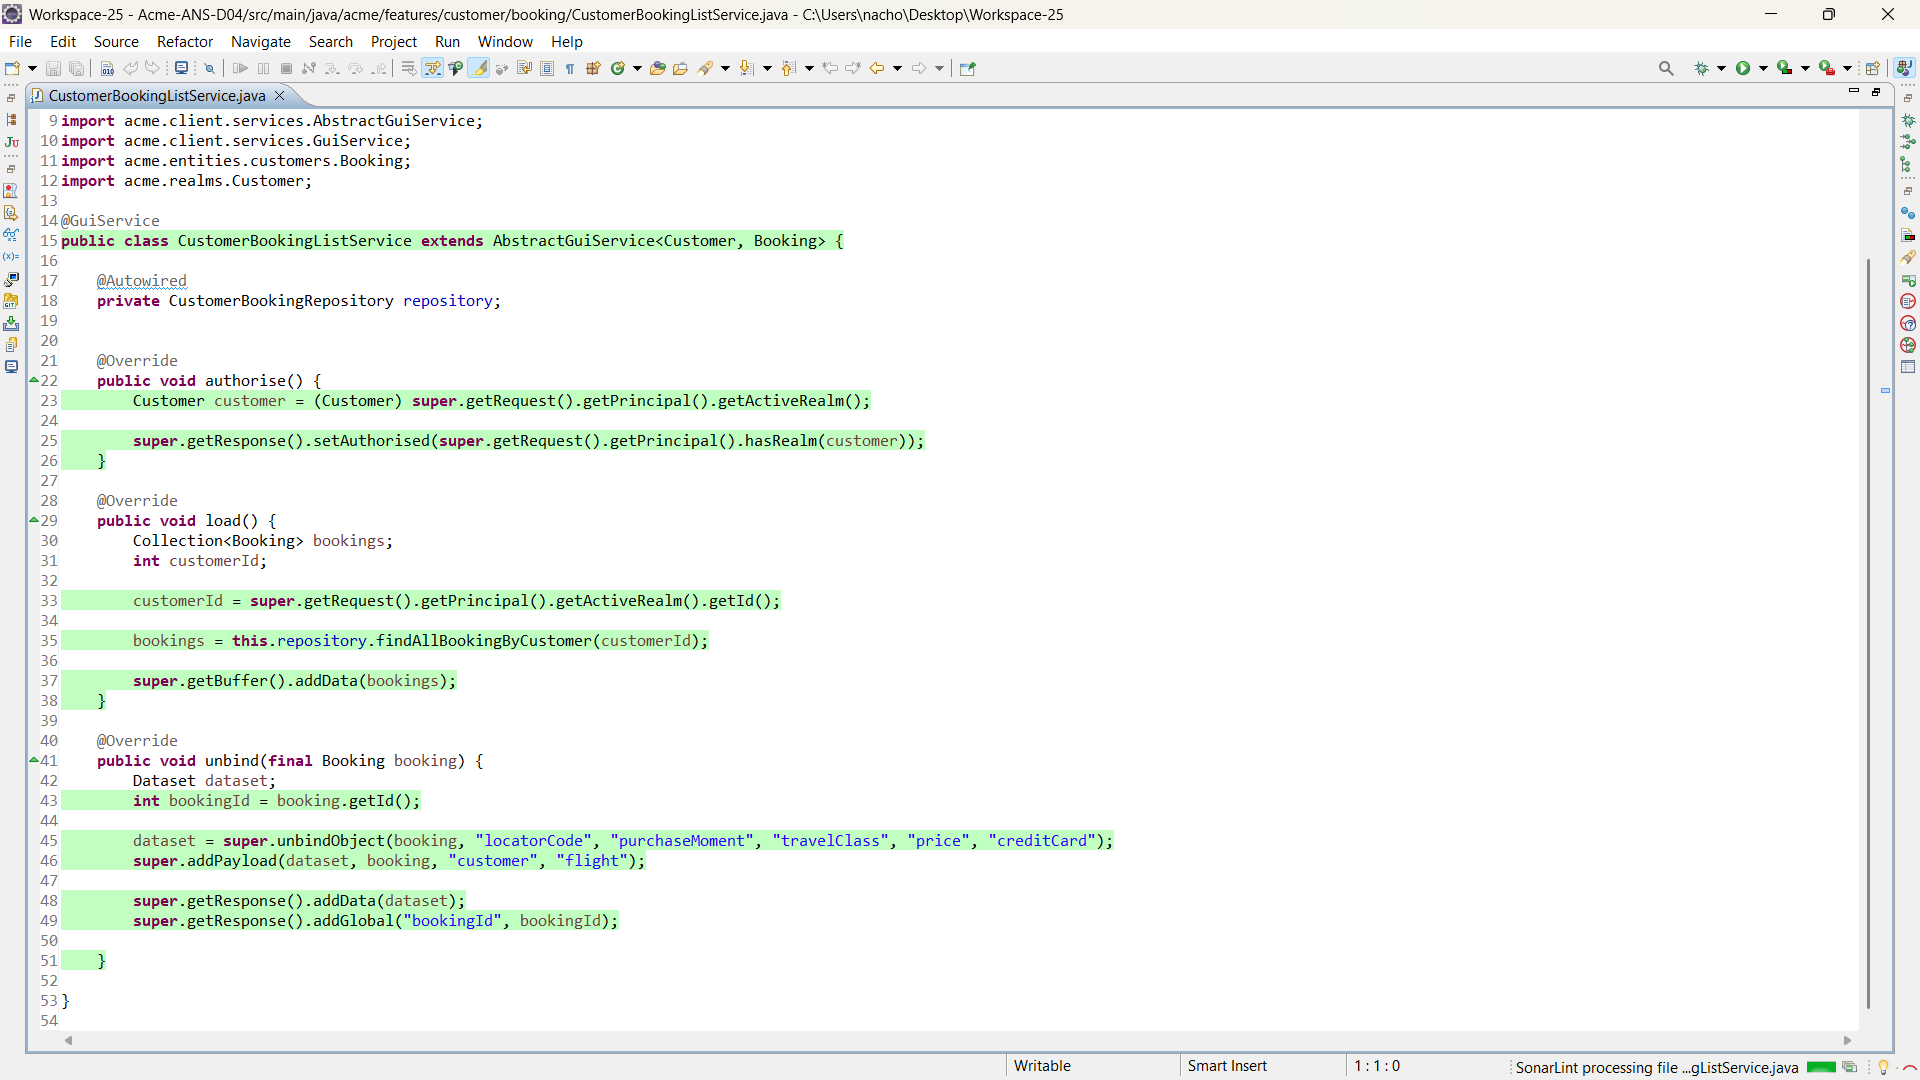 Workspace-25 - Acme-ANS-D04/src/main/java/acme/features/customer/booking/CustomerBookingListService.java - C:\Users\nacho\Desktop\Workspace-25
File Edit Source Refactor Navigate Search Project Run Window Help
CustomerBookingListService.java
9 import acme.client.services.AbstractGuiService;
10 import acme.client.services.GuiService;
11 import acme.entities.customers.Booking;
12 import acme.realms.Customer;
13
14 @GuiService
15 public class CustomerBookingListService extends AbstractGuiService<Customer, Booking> {
16
17     @Autowired
18     private CustomerBookingRepository repository;
19
20
21     @Override
22     public void authorise() {
23         Customer customer = (Customer) super.getRequest().getPrincipal().getActiveRealm();
24
25         super.getResponse().setAuthorised(super.getRequest().getPrincipal().hasRealm(customer));
26     }
27
28     @Override
29     public void load() {
30         Collection<Booking> bookings;
31         int customerId;
32
33         customerId = super.getRequest().getPrincipal().getActiveRealm().getId();
34
35         bookings = this.repository.findAllBookingByCustomer(customerId);
36
37         super.getBuffer().addData(bookings);
38     }
39
40     @Override
41     public void unbind(final Booking booking) {
42         Dataset dataset;
43         int bookingId = booking.getId();
44
45         dataset = super.unbindObject(booking, "locatorCode", "purchaseMoment", "travelClass", "price", "creditCard");
46         super.addPayload(dataset, booking, "customer", "flight");
47
48         super.getResponse().addData(dataset);
49         super.getResponse().addGlobal("bookingId", bookingId);
50
51     }
52
53 }
54
Writable Smart Insert 1 : 1 : 0 SonarLint processing file ...gListService.java